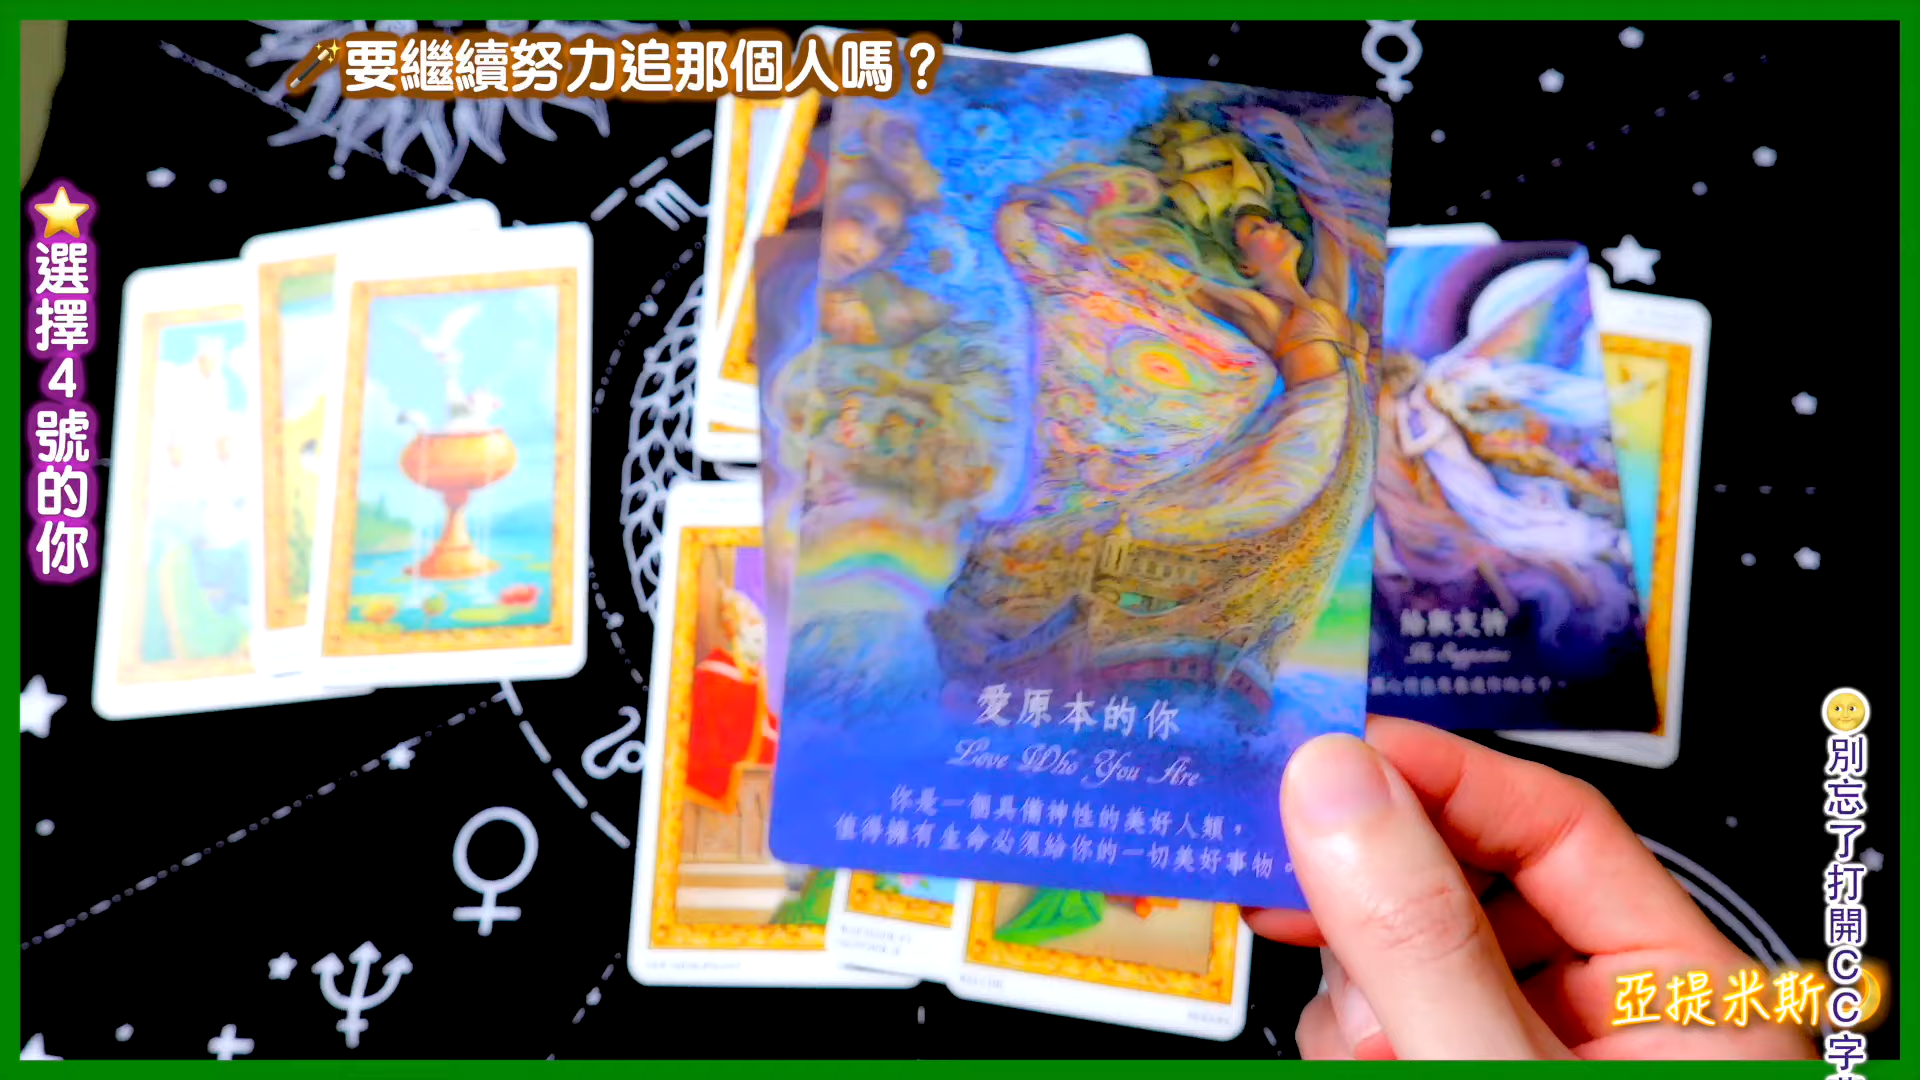 要繼續努力追那個人嗎？
選擇4號的你
愛原本的你
Love Who You Are
你是一個具備神性的美好人類，
值得擁有生命必須給你的一切美好事物。
給與支持
別忘了打開CC字
亞提米斯